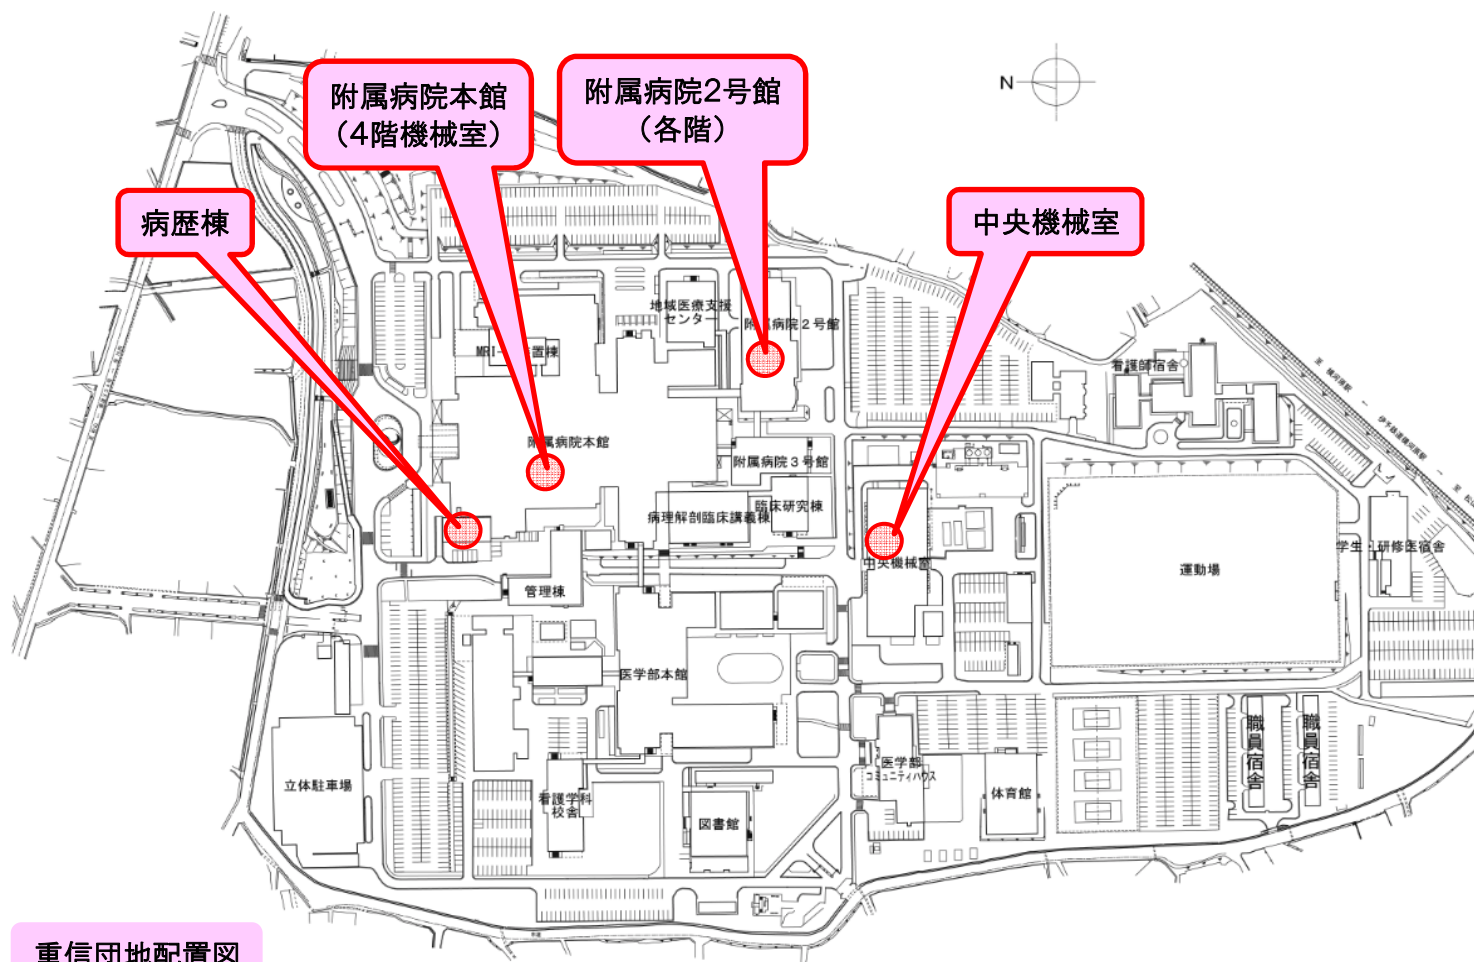 附属病院本館
（4階機械室）
附属病院2号館
（各階）
N
病歴棟
中央機械室
地域医療支援
センター
附属病院２号館
看護師宿舎
附属病院本館
附属病院３号館
臨床研究棟
病理解剖臨床講義棟
中央機械室
学生・研修医宿舎
運動場
管理棟
医学部本館
職員宿舎
職員宿舎
立体駐車場
看護学科
校舎
図書館
医学部
コミュニティハウス
体育館
重信団地配置図